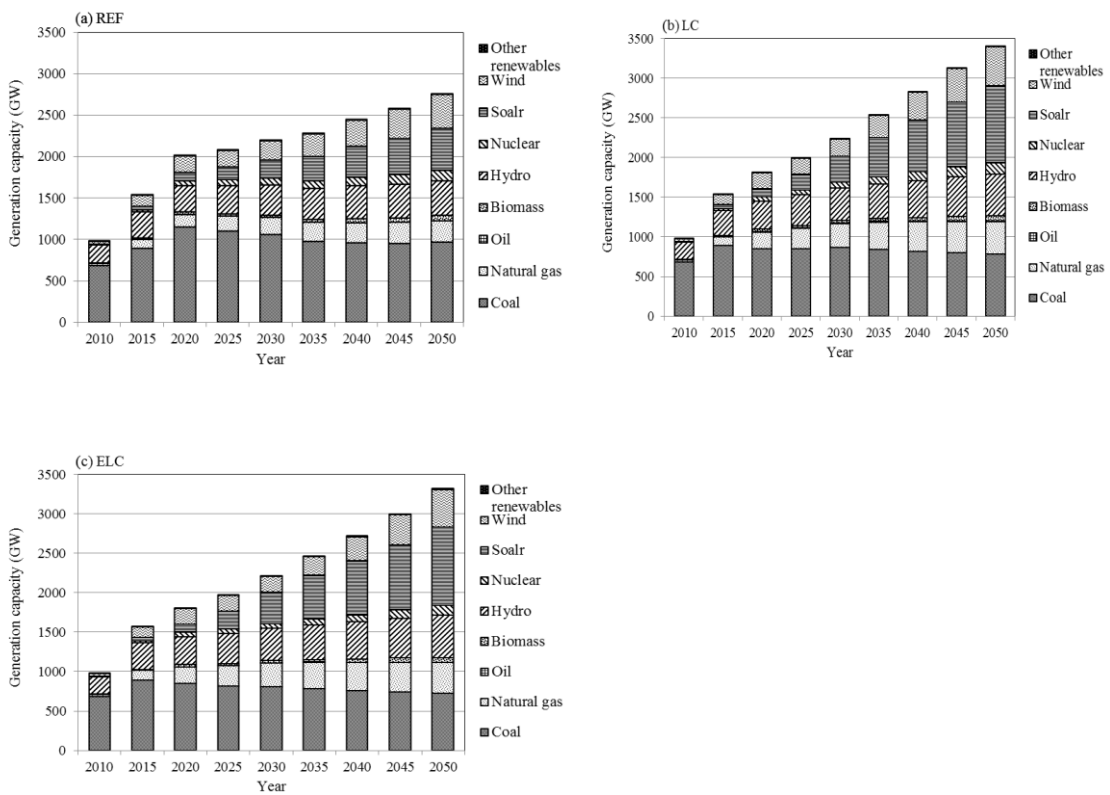 (a) REF
Generation capacity (GW)
3500
3000
2500
2000
1500
1000
500
0
2010 2015 2020 2025 2030 2035 2040 2045 2050
Year
Other
renewables
Wind
Soalr
Nuclear
Hydro
Biomass
Oil
Natural gas
Coal
(b) LC
Generation capacity (GW)
3500
3000
2500
2000
1500
1000
500
0
2010 2015 2020 2025 2030 2035 2040 2045 2050
Year
Other
renewables
Wind
Soalr
Nuclear
Hydro
Biomass
Oil
Natural gas
Coal
(c) ELC
Generation capacity (GW)
3500
3000
2500
2000
1500
1000
500
0
2010 2015 2020 2025 2030 2035 2040 2045 2050
Year
Other
renewables
Wind
Soalr
Nuclear
Hydro
Biomass
Oil
Natural gas
Coal